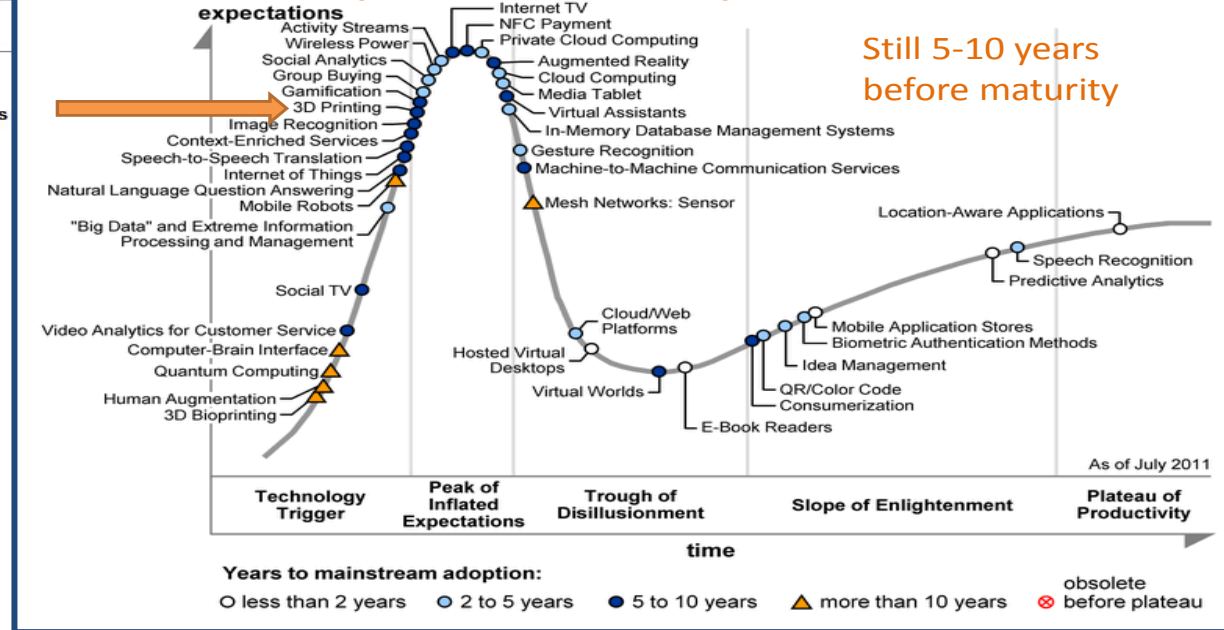 expectations
Internet TV
NFC Payment
Activity Streams
Wireless Power
Private Cloud Computing
Still 5-10 years
before maturity
Social Analytics
Augmented Reality
Group Buying
Cloud Computing
Gamification
Media Tablet
3D Printing
Virtual Assistants
s
Image Recognition
In-Memory Database Management Systems
Context-Enriched Services
Gesture Recognition
Speech-to-Speech Translation
Machine-to-Machine Communication Services
Internet of Things
Natural Language Question Answering
Mobile Robots
Mesh Networks: Sensor
Location-Aware Applications
"Big Data" and Extreme Information
Processing and Management
Speech Recognition
Predictive Analytics
Social TV
Cloud/Web
Platforms
Video Analytics for Customer Service
Mobile Application Stores
Biometric Authentication Methods
Computer-Brain Interface
Hosted Virtual
Desktops
Idea Management
Quantum Computing
Virtual Worlds
QR/Color Code
Human Augmentation
Consumerization
3D Bioprinting
E-Book Readers
As of July 2011
Technology
Trigger
Peak of
Inflated
Expectations
Trough of
Disillusionment
Slope of Enlightenment
Plateau of
Productivity
time
Years to mainstream adoption:
less than 2 years
2 to 5 years
5 to 10 years
more than 10 years
obsolete
before plateau